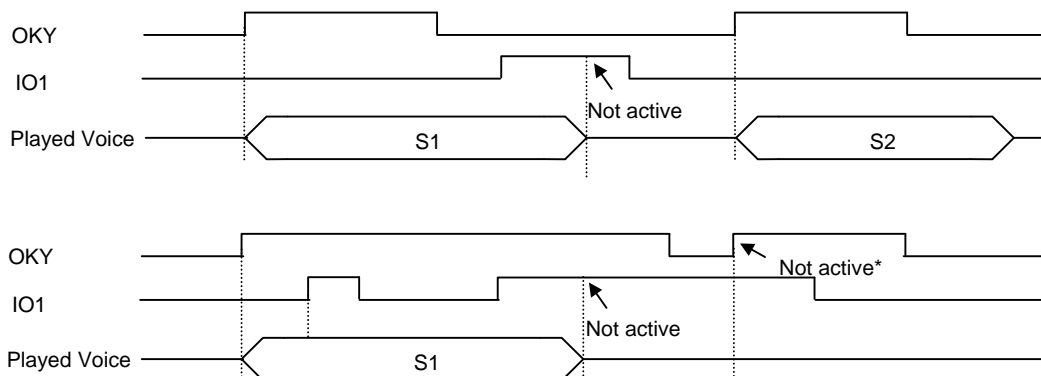 OKY
IO1
Not active
Played Voice
S1
S2
OKY
Not active*
IO1
Not active
Played Voice
S1